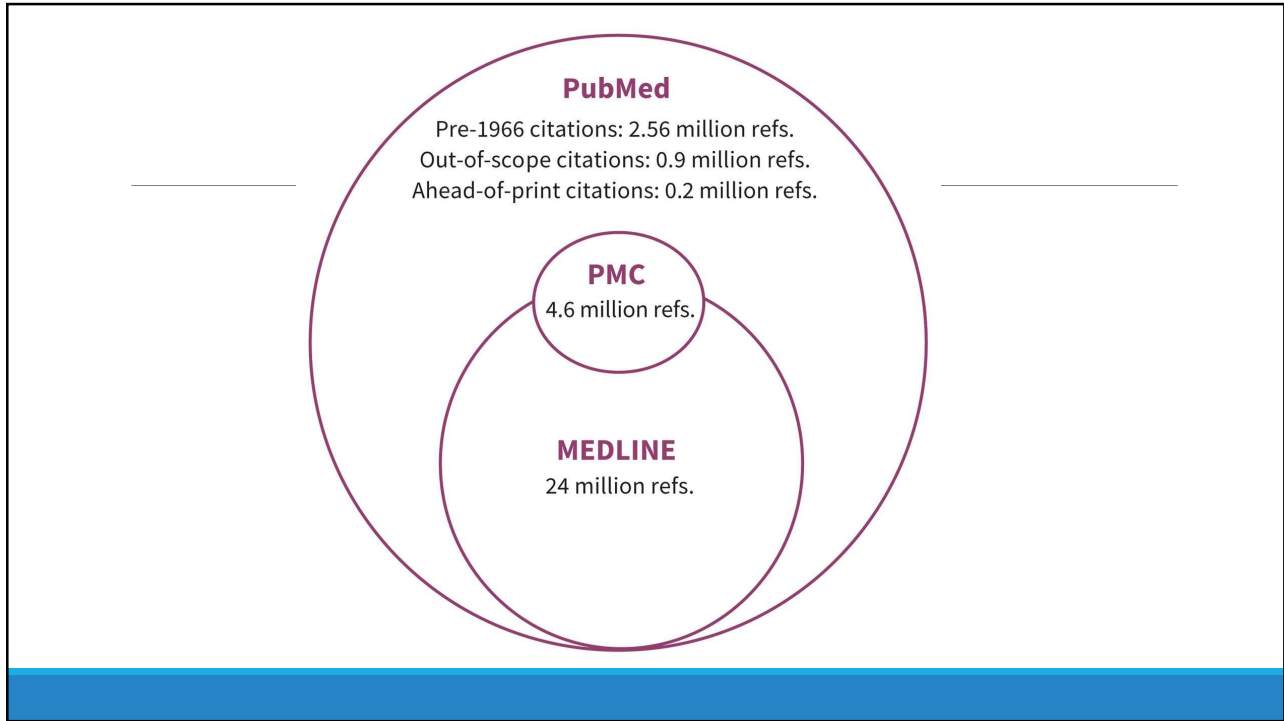 PubMed
Pre-1966 citations: 2.56 million refs.
Out-of-scope citations: 0.9 million refs.
Ahead-of-print citations: 0.2 million refs.
PMC
4.6 million refs.
MEDLINE
24 million refs.